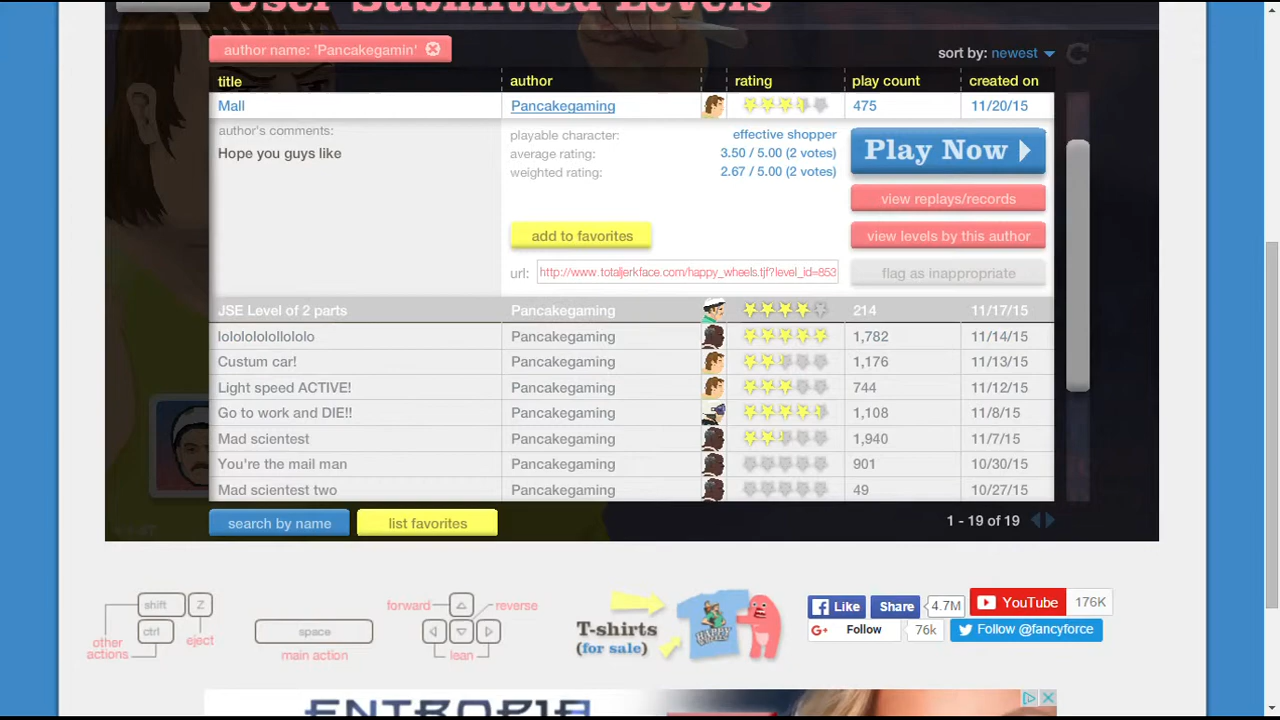 User Submitted Levels
author name: 'Pancakegamin'
sort by: newest
title author rating play count created on
Mall Pancakegaming 475 11/20/15
author's comments:
Hope you guys like
playable character: effective shopper
average rating: 3.50 / 5.00 (2 votes)
weighted rating: 2.67 / 5.00 (2 votes)
Play Now
view replays/records
add to favorites
view levels by this author
url: http://www.totaljerkface.com/happy_wheels.tjf?level_id=853
flag as inappropriate
JSE Level of 2 parts Pancakegaming 214 11/17/15
lololololollololo Pancakegaming 1,782 11/14/15
Custum car! Pancakegaming 1,176 11/13/15
Light speed ACTIVE! Pancakegaming 744 11/12/15
Go to work and DIE!! Pancakegaming 1,108 11/8/15
Mad scientest Pancakegaming 1,940 11/7/15
You're the mail man Pancakegaming 901 10/30/15
Mad scientest two Pancakegaming 49 10/27/15
search by name
list favorites
1 - 19 of 19
shift Z
ctrl
other actions
eject
space
main action
forward reverse
lean
T-shirts
(for sale)
HAPPY WHEELS
Like Share 4.7M
YouTube 176K
G+ Follow 76k
Follow @fancyforce
ENTROPIA